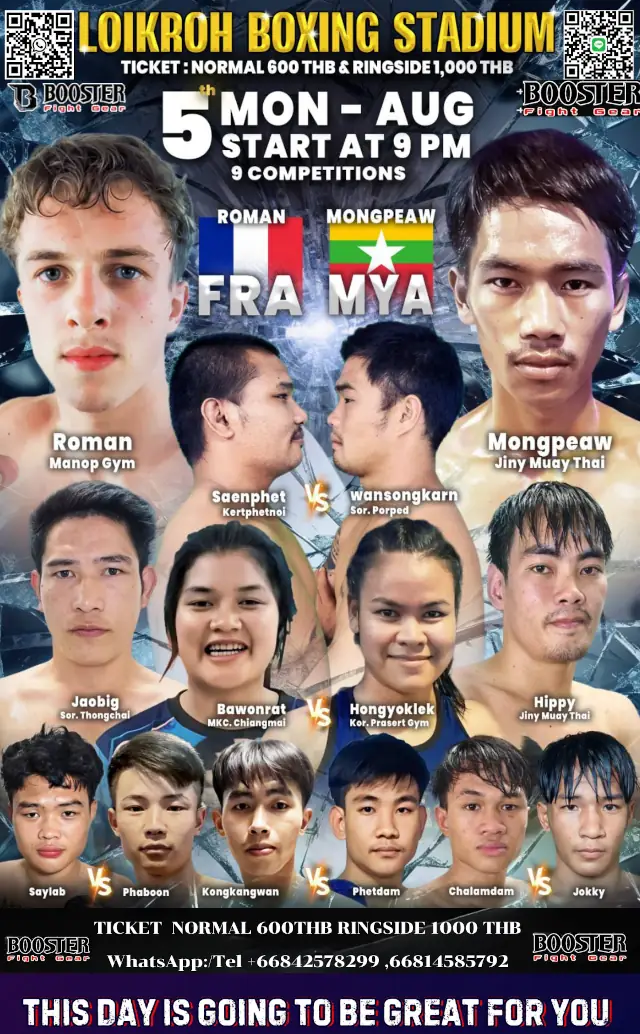 LOIKROH BOXING STADIUM
TICKET : NORMAL 600 THB & RINGSIDE 1,000 THB
BOOSTER
Fight Gear
BOOSTER
Fight Gear
5th MON - AUG
START AT 9 PM
9 COMPETITIONS
ROMAN
MONGPEAW
FRA MYA
Roman
Manop Gym
Mongpeaw
Jiny Muay Thai
Saenphet
Kertphetnoi
VS
wansongkarn
Sor. Porped
Jaobig
Sor. Thongchai
Bawonrat
MKC. Chiangmai
VS
Hongyoklek
Kor. Prasert Gym
Hippy
Jiny Muay Thai
Saylab VS Phaboon
Kongkangwan VS Phetdam
Chalamdam VS Jokky
TICKET NORMAL 600THB RINGSIDE 1000 THB
BOOSTER
Fight Gear
BOOSTER
Fight Gear
WhatsApp:/Tel +66842578299 ,66814585792
THIS DAY IS GOING TO BE GREAT FOR YOU